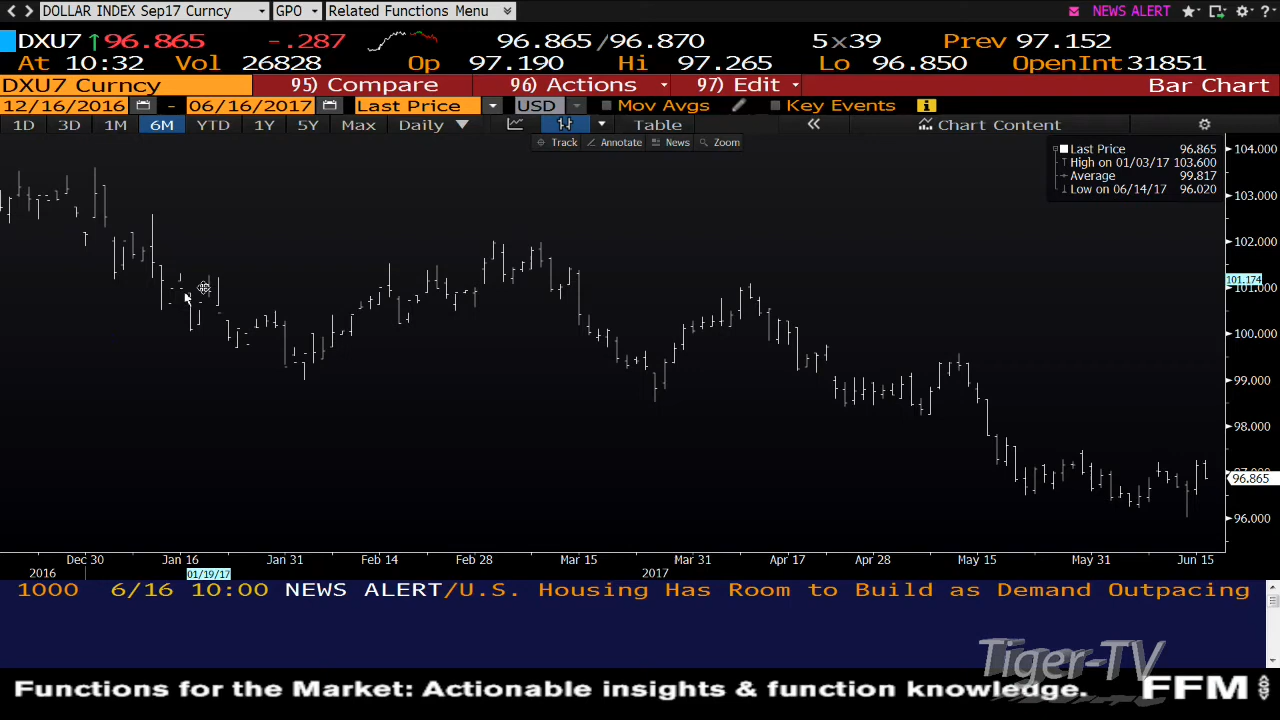 DOLLAR INDEX Sep17 Curncy GPO Related Functions Menu NEWS ALERT ?
DXU7 ↑96.865 -.287 96.865/96.870 5x39 Prev 97.152
At 10:32 Vol 26828 Op 97.190 Hi 97.265 Lo 96.850 OpenInt 31851
DXU7 Curncy 95) Compare 96) Actions 97) Edit Bar Chart
12/16/2016 - 06/16/2017 Last Price USD Mov Avgs Key Events
1D 3D 1M 6M YTD 1Y 5Y Max Daily ▼ Table « Chart Content
Track Annotate News Zoom
Last Price 96.865
High on 01/03/17 103.600
Average 99.817
Low on 06/14/17 96.020
104.000
103.000
102.000
101.174
101.000
100.000
99.000
98.000
96.865
96.000
Dec 30 Jan 16 Jan 31 Feb 14 Feb 28 Mar 15 Mar 31 Apr 17 Apr 28 May 15 May 31 Jun 15
2016 01/19/17 2017
1000 6/16 10:00 NEWS ALERT/U.S. Housing Has Room to Build as Demand Outpacing
Tiger-TV
Functions for the Market: Actionable insights & function knowledge. FFM